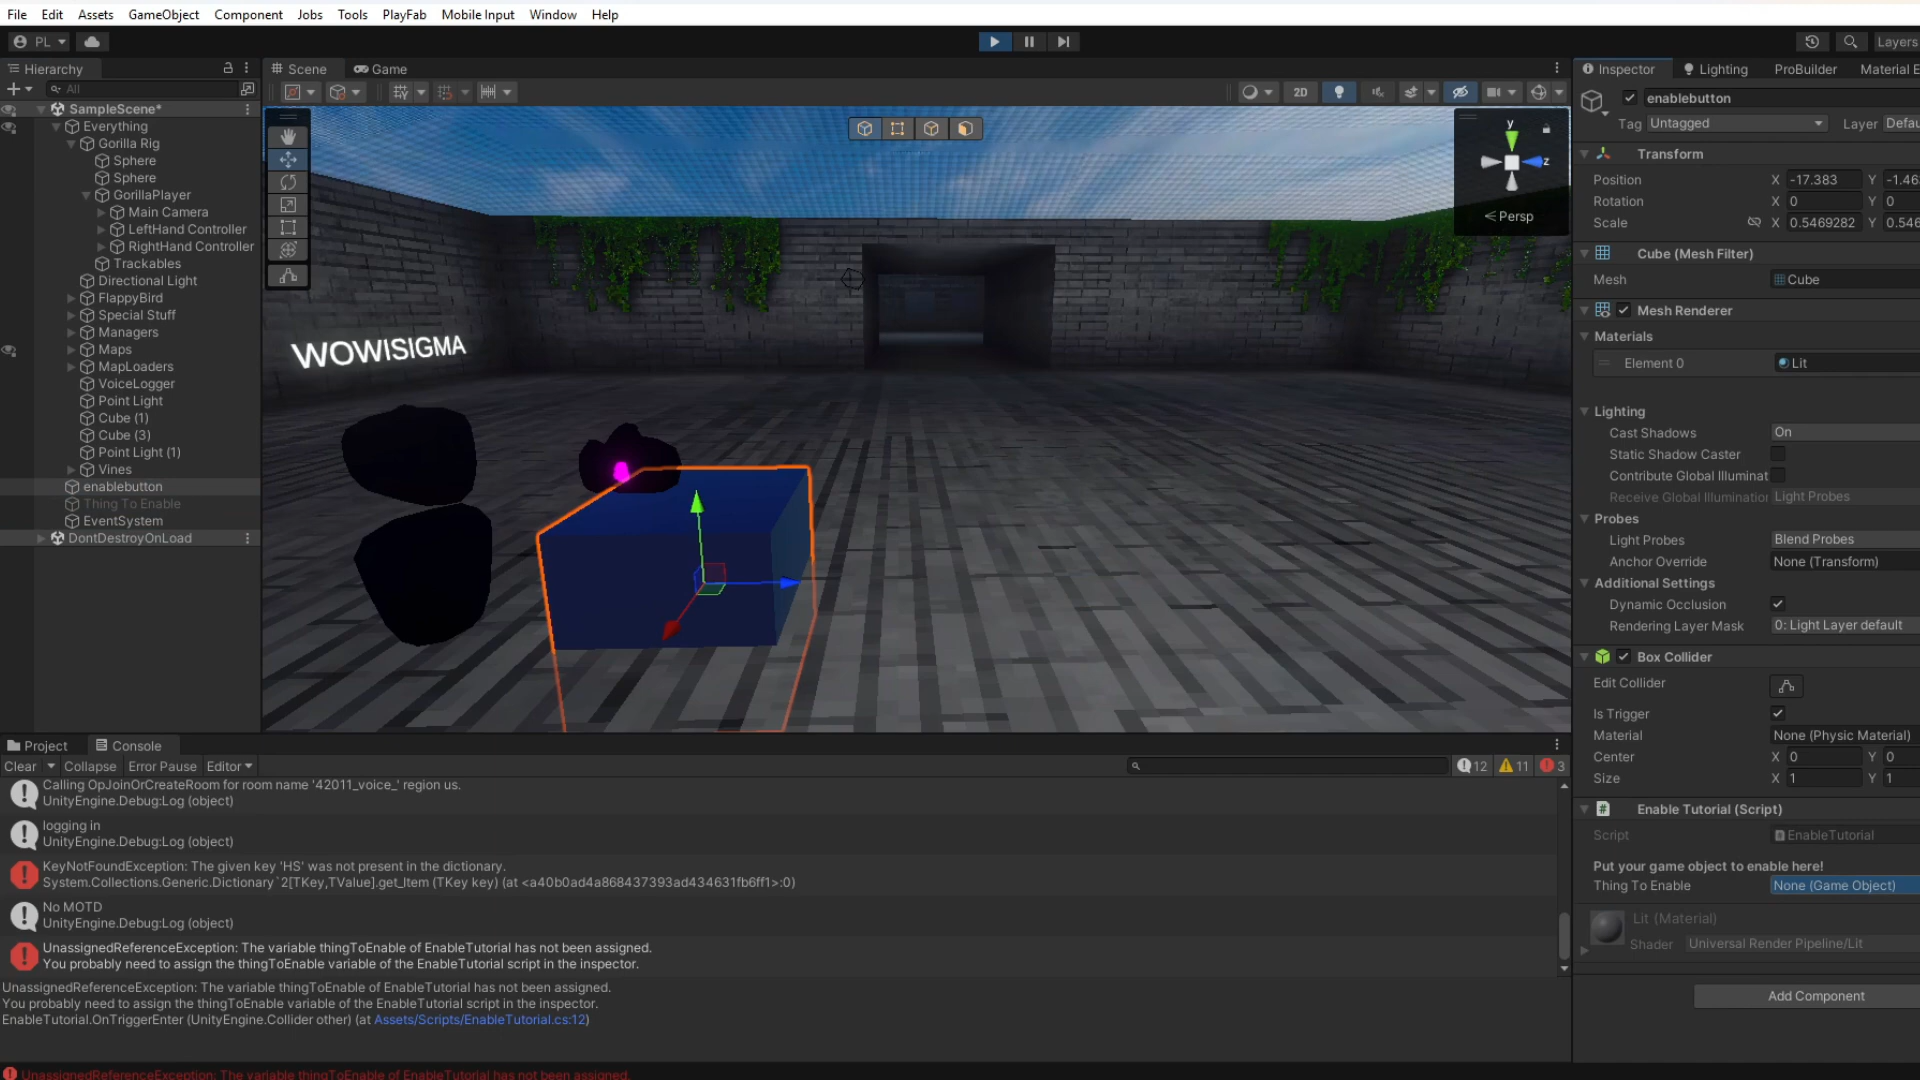 File Edit Assets GameObject Component Jobs Tools PlayFab Mobile Input Window Help
PL Layers
Hierarchy
All
SampleScene*
Everything
Gorilla Rig
Sphere
Sphere
GorillaPlayer
Main Camera
LeftHand Controller
RightHand Controller
Trackables
Directional Light
FlappyBird
Special Stuff
Managers
Maps
MapLoaders
VoiceLogger
Point Light
Cube (1)
Cube (3)
Point Light (1)
Vines
enablebutton
Thing To Enable
EventSystem
DontDestroyOnLoad
Scene Game
2D
y
z
Persp
WOWISIGMA
Inspector Lighting ProBuilder Material E
enablebutton
Tag Untagged Layer Defau
Transform
Position X -17.383 Y -1.463
Rotation X 0 Y 0
Scale X 0.5469282 Y 0.546
Cube (Mesh Filter)
Mesh Cube
Mesh Renderer
Materials
Element 0 Lit
Lighting
Cast Shadows On
Static Shadow Caster
Contribute Global Illuminat
Receive Global Illumination Light Probes
Probes
Light Probes Blend Probes
Anchor Override None (Transform)
Additional Settings
Dynamic Occlusion
Rendering Layer Mask 0: Light Layer default
Box Collider
Edit Collider
Is Trigger
Material None (Physic Material)
Center X 0 Y 0
Size X 1 Y 1
Enable Tutorial (Script)
Script EnableTutorial
Put your game object to enable here!
Thing To Enable None (Game Object)
Lit (Material)
Shader Universal Render Pipeline/Lit
Add Component
Project Console
Clear Collapse Error Pause Editor 12 11 3
Calling OpJoinOrCreateRoom for room name '42011_voice_' region us.
UnityEngine.Debug:Log (object)
logging in
UnityEngine.Debug:Log (object)
KeyNotFoundException: The given key 'HS' was not present in the dictionary.
System.Collections.Generic.Dictionary`2[TKey,TValue].get_Item (TKey key) (at <a40b0ad4a868437393ad434631fb6ff1>:0)
No MOTD
UnityEngine.Debug:Log (object)
UnassignedReferenceException: The variable thingToEnable of EnableTutorial has not been assigned.
You probably need to assign the thingToEnable variable of the EnableTutorial script in the inspector.
UnassignedReferenceException: The variable thingToEnable of EnableTutorial has not been assigned.
You probably need to assign the thingToEnable variable of the EnableTutorial script in the inspector.
EnableTutorial.OnTriggerEnter (UnityEngine.Collider other) (at Assets/Scripts/EnableTutorial.cs:12)
UnassignedReferenceException: The variable thingToEnable of EnableTutorial has not been assigned.